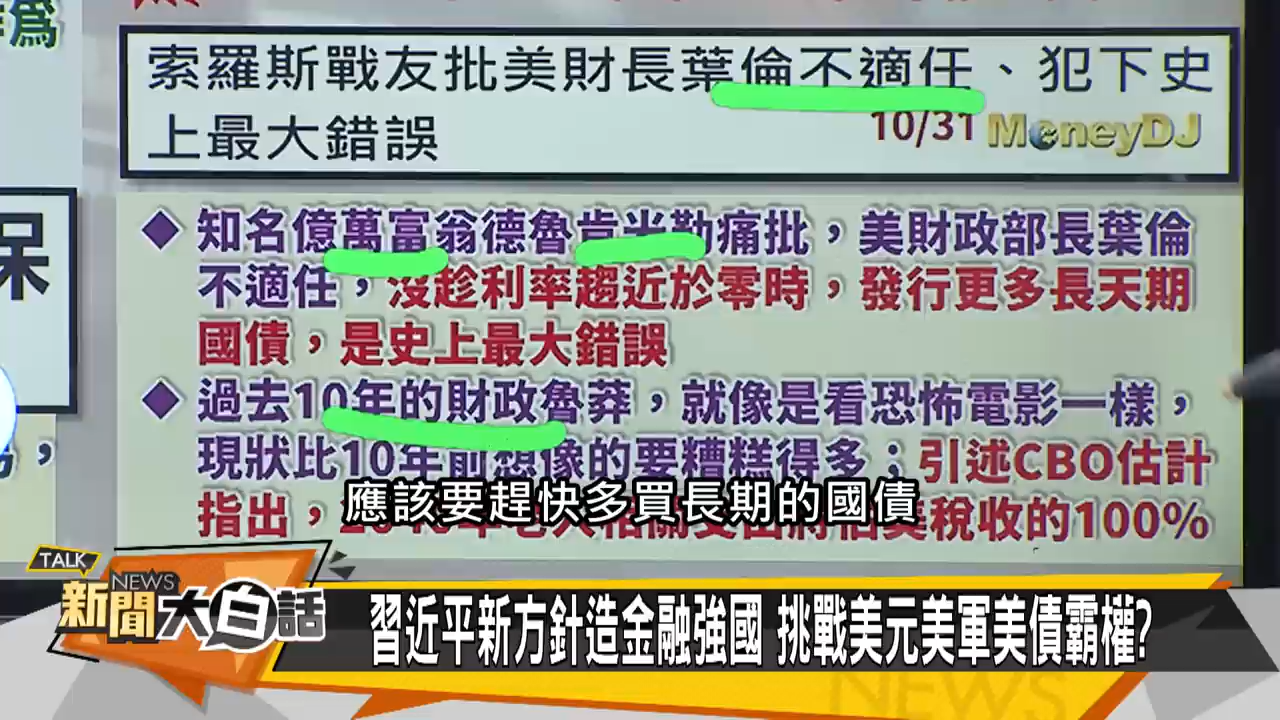 為
索羅斯戰友批美財長葉倫不適任、犯下史
上最大錯誤
10/31 MoneyDJ
呆
◆知名億萬富翁德魯肯米勒痛批，美財政部長葉倫
不適任，沒趁利率趨近於零時，發行更多長天期
國債，是史上最大錯誤
◆過去10年的財政魯莽，就像是看恐怖電影一樣，
現狀比10年前想像的要糟糕得多；引述CBO估計
指出，
稅收的100%
，
應該要趕快多買長期的國債
TALK
NEWS
新聞大白話
習近平新方針造金融強國 挑戰美元美軍美債霸權?
NEWS